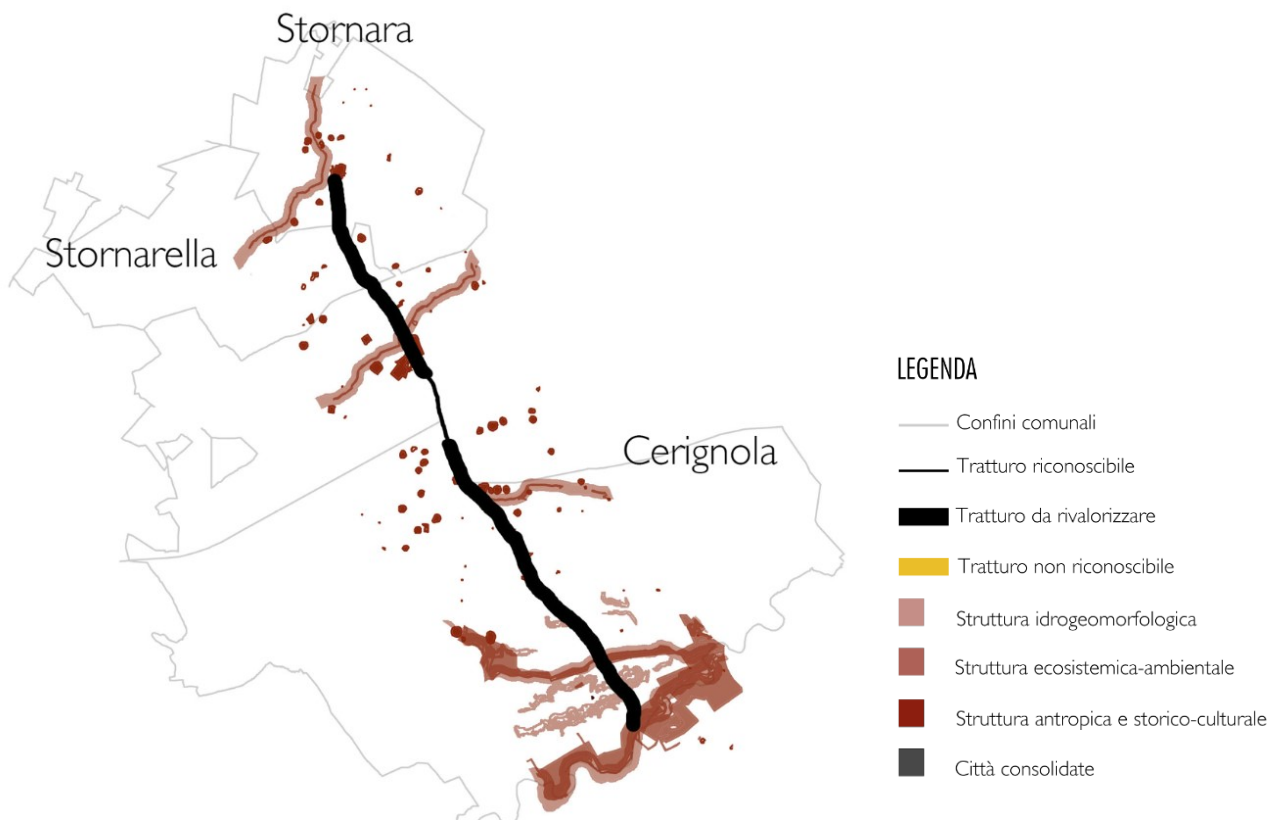 Stornara
Stornarella
Cerignola
LEGENDA
Confini comunali
Tratturo riconoscibile
Tratturo da rivalorizzare
Tratturo non riconoscibile
Struttura idrogeomorfologica
Struttura ecosistemica-ambientale
Struttura antropica e storico-culturale
Città consolidate